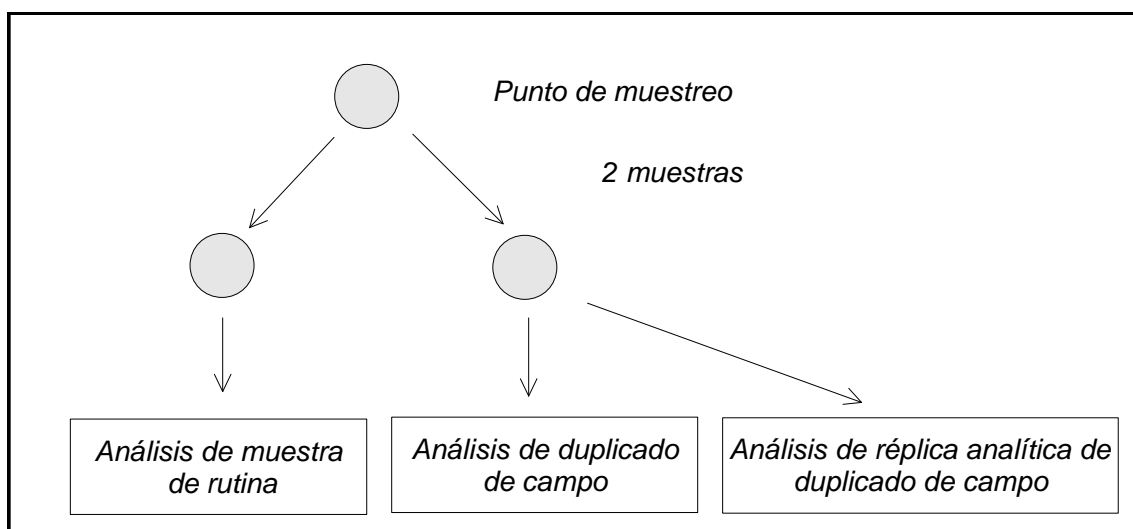 Punto de muestreo
2 muestras
Análisis de muestra
de rutina
Análisis de duplicado
de campo
Análisis de réplica analítica de
duplicado de campo